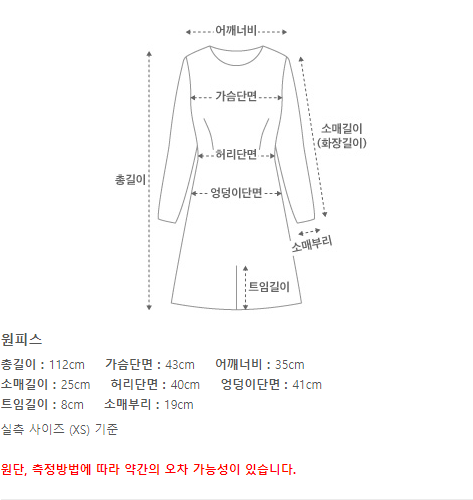 어깨너비
가슴단면
소매길이
(화장길이)
허리단면
총길이
엉덩이단면
소매부리
트임길이
원피스
총길이 : 112cm 가슴단면 : 43cm 어깨너비 : 35cm
소매길이 : 25cm 허리단면 : 40cm 엉덩이단면 : 41cm
트임길이 : 8cm 소매부리 : 19cm
실측 사이즈 (XS) 기준
원단, 측정방법에 따라 약간의 오차 가능성이 있습니다.